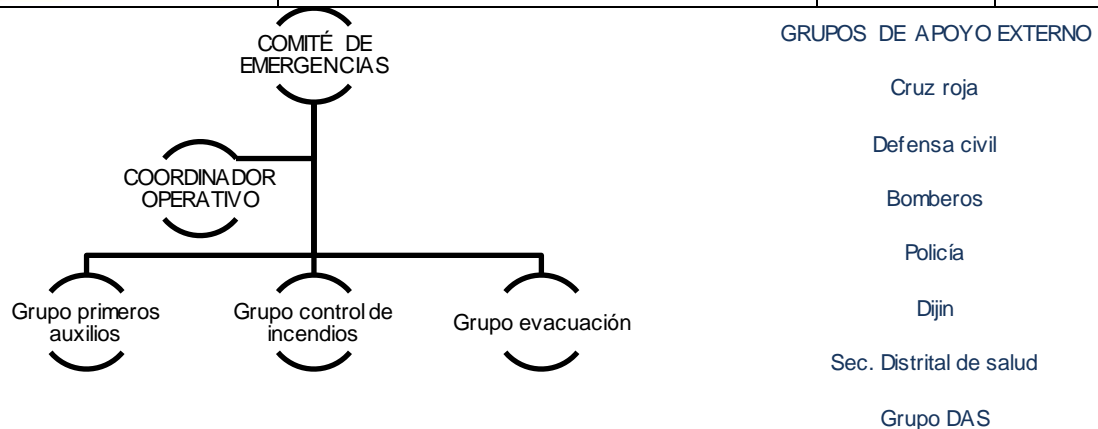 COMITÉ DE
EMERGENCIAS
COORDINADOR
OPERATIVO
Grupo primeros
auxilios
Grupo control de
incendios
Grupo evacuación
GRUPOS DE APOYO EXTERNO
Cruz roja
Defensa civil
Bomberos
Policía
Dijin
Sec. Distrital de salud
Grupo DAS